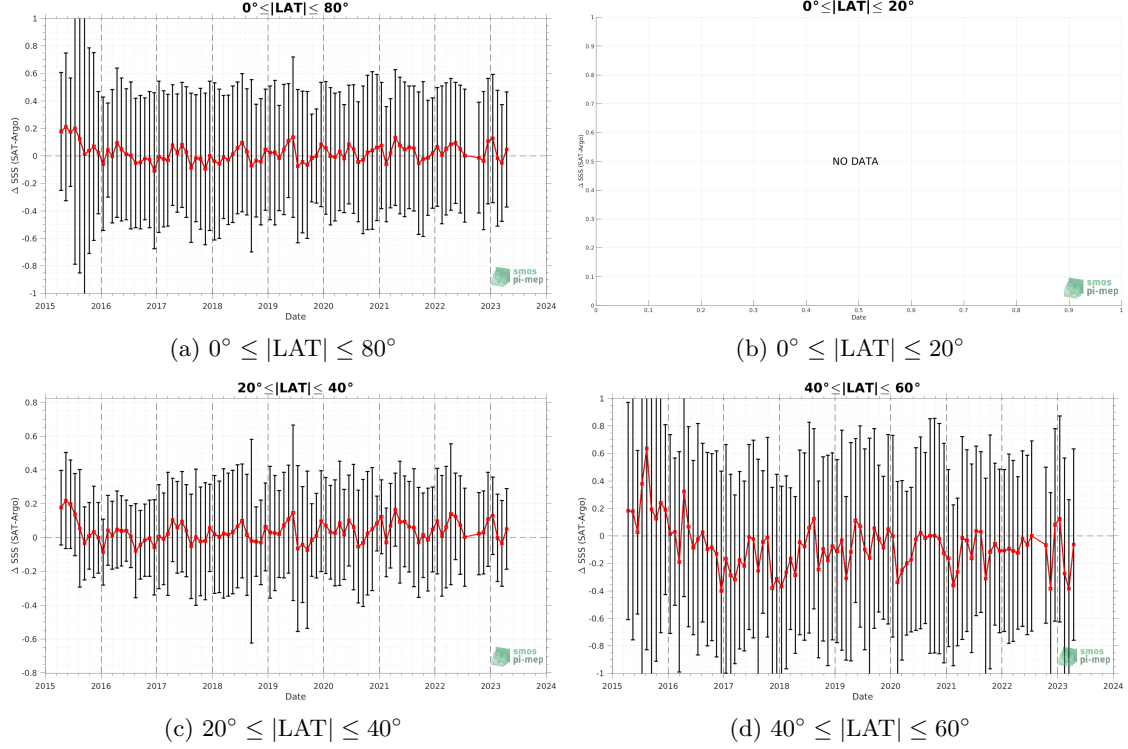 0°≤|LAT|≤ 80°
1
0.8
0.6
0.4
0.2
0
-0.2
-0.4
-0.6
-0.8
-1
Δ SSS (SAT-Argo)
2015 2016 2017 2018 2019 2020 2021 2022 2023 2024
Date
smos
pi-mep
(a) 0° ≤ |LAT| ≤ 80°
0°≤|LAT|≤ 20°
1
0.9
0.8
0.7
0.6
0.5
0.4
0.3
0.2
0.1
0
Δ SSS (SAT-Argo)
NO DATA
0 0.1 0.2 0.3 0.4 0.5 0.6 0.7 0.8 0.9 1
Date
smos
pi-mep
(b) 0° ≤ |LAT| ≤ 20°
20°≤|LAT|≤ 40°
0.8
0.6
0.4
0.2
0
-0.2
-0.4
-0.6
-0.8
Δ SSS (SAT-Argo)
2015 2016 2017 2018 2019 2020 2021 2022 2023 2024
Date
smos
pi-mep
(c) 20° ≤ |LAT| ≤ 40°
40°≤|LAT|≤ 60°
1
0.8
0.6
0.4
0.2
0
-0.2
-0.4
-0.6
-0.8
-1
Δ SSS (SAT-Argo)
2015 2016 2017 2018 2019 2020 2021 2022 2023 2024
Date
smos
pi-mep
(d) 40° ≤ |LAT| ≤ 60°